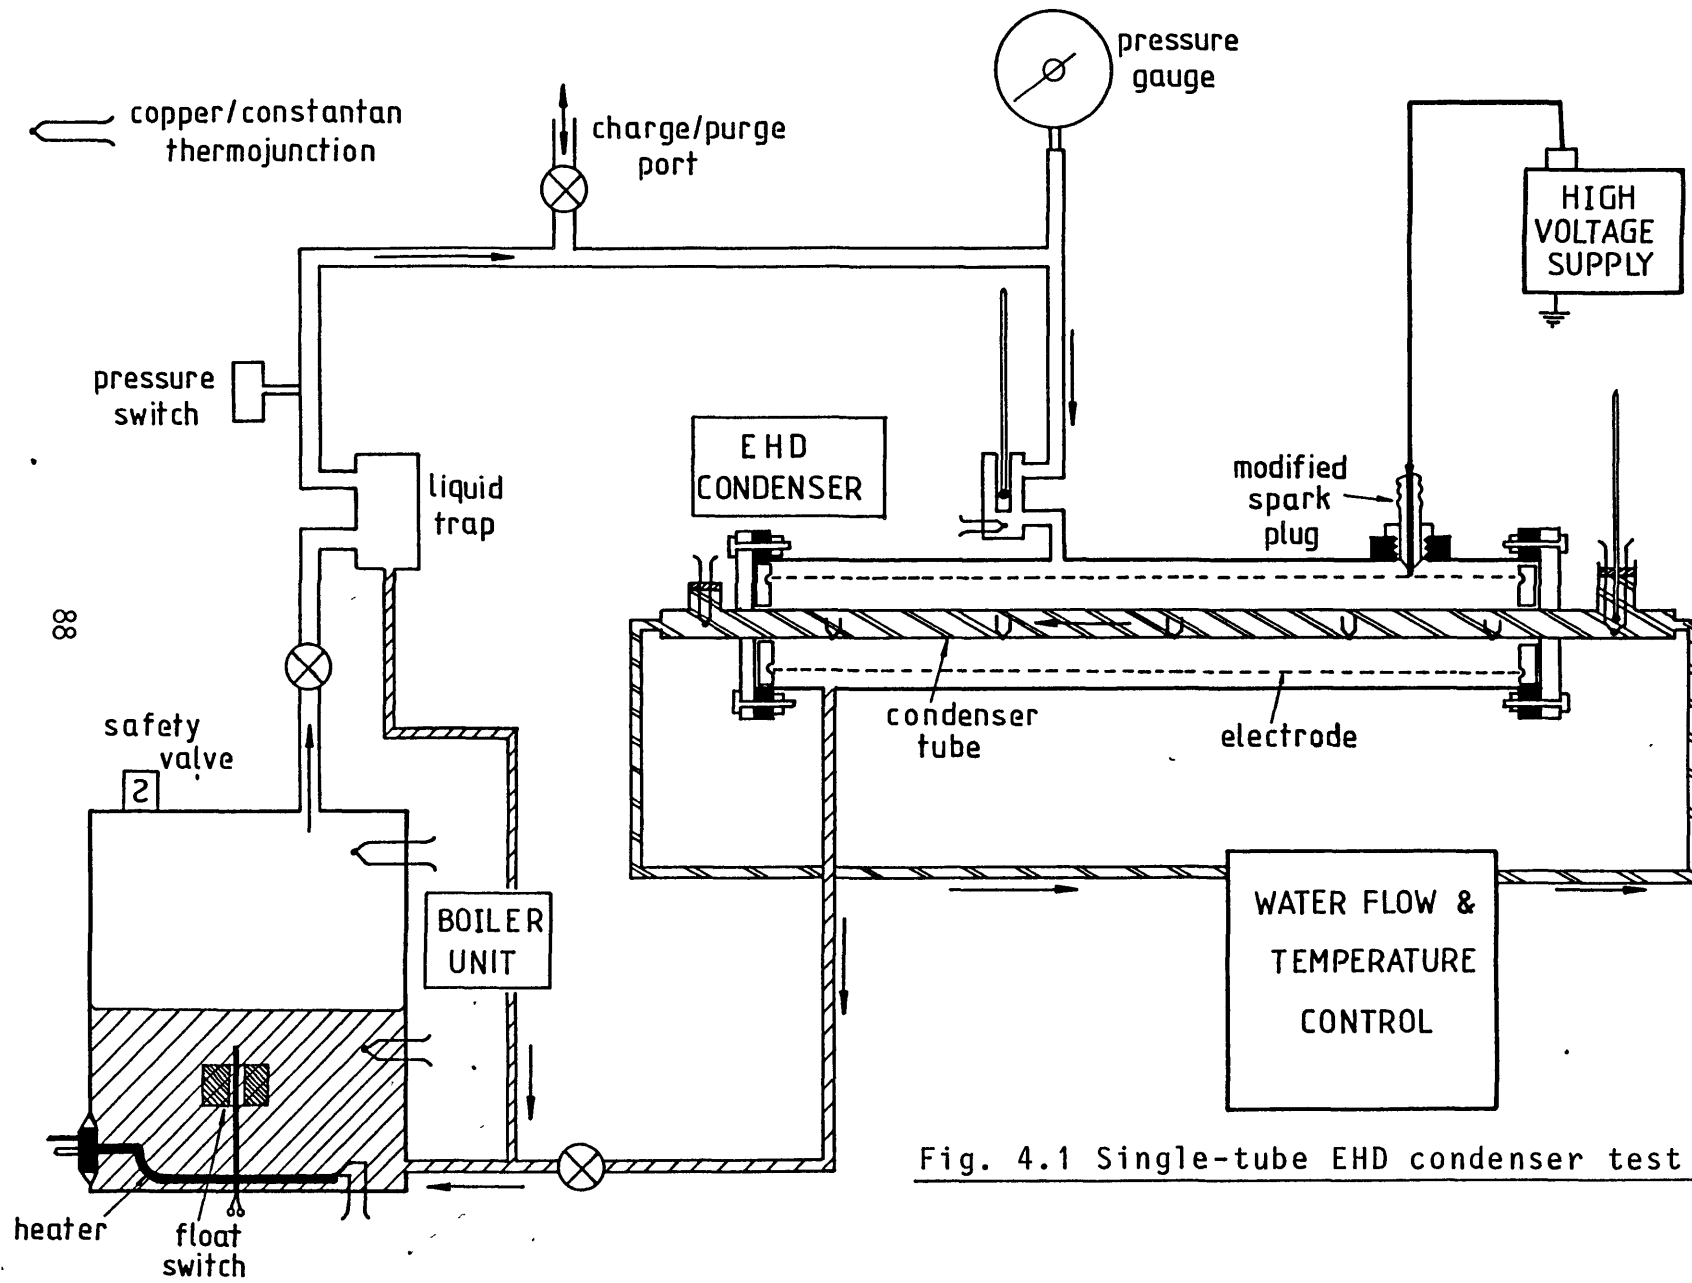 pressure
gauge
copper/constantan
thermojunction
charge/purge
port
HIGH
VOLTAGE
SUPPLY
pressure
switch
EHD
CONDENSER
liquid
trap
modified
spark
plug
88
condenser
tube
electrode
safety
valve
S
BOILER
UNIT
WATER FLOW &
TEMPERATURE
CONTROL
Fig. 4.1 Single-tube EHD condenser test
heater
float
switch